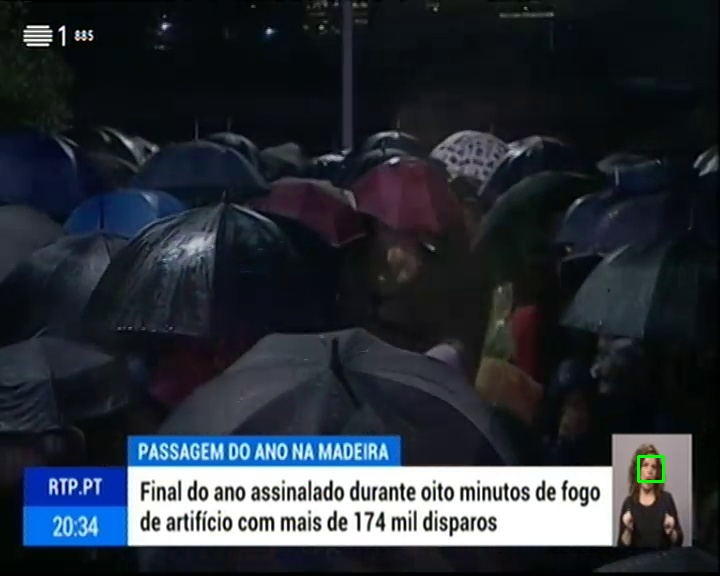 1 885
PASSAGEM DO ANO NA MADEIRA
RTP.PT
Final do ano assinalado durante oito minutos de fogo
20:34
de artifício com mais de 174 mil disparos